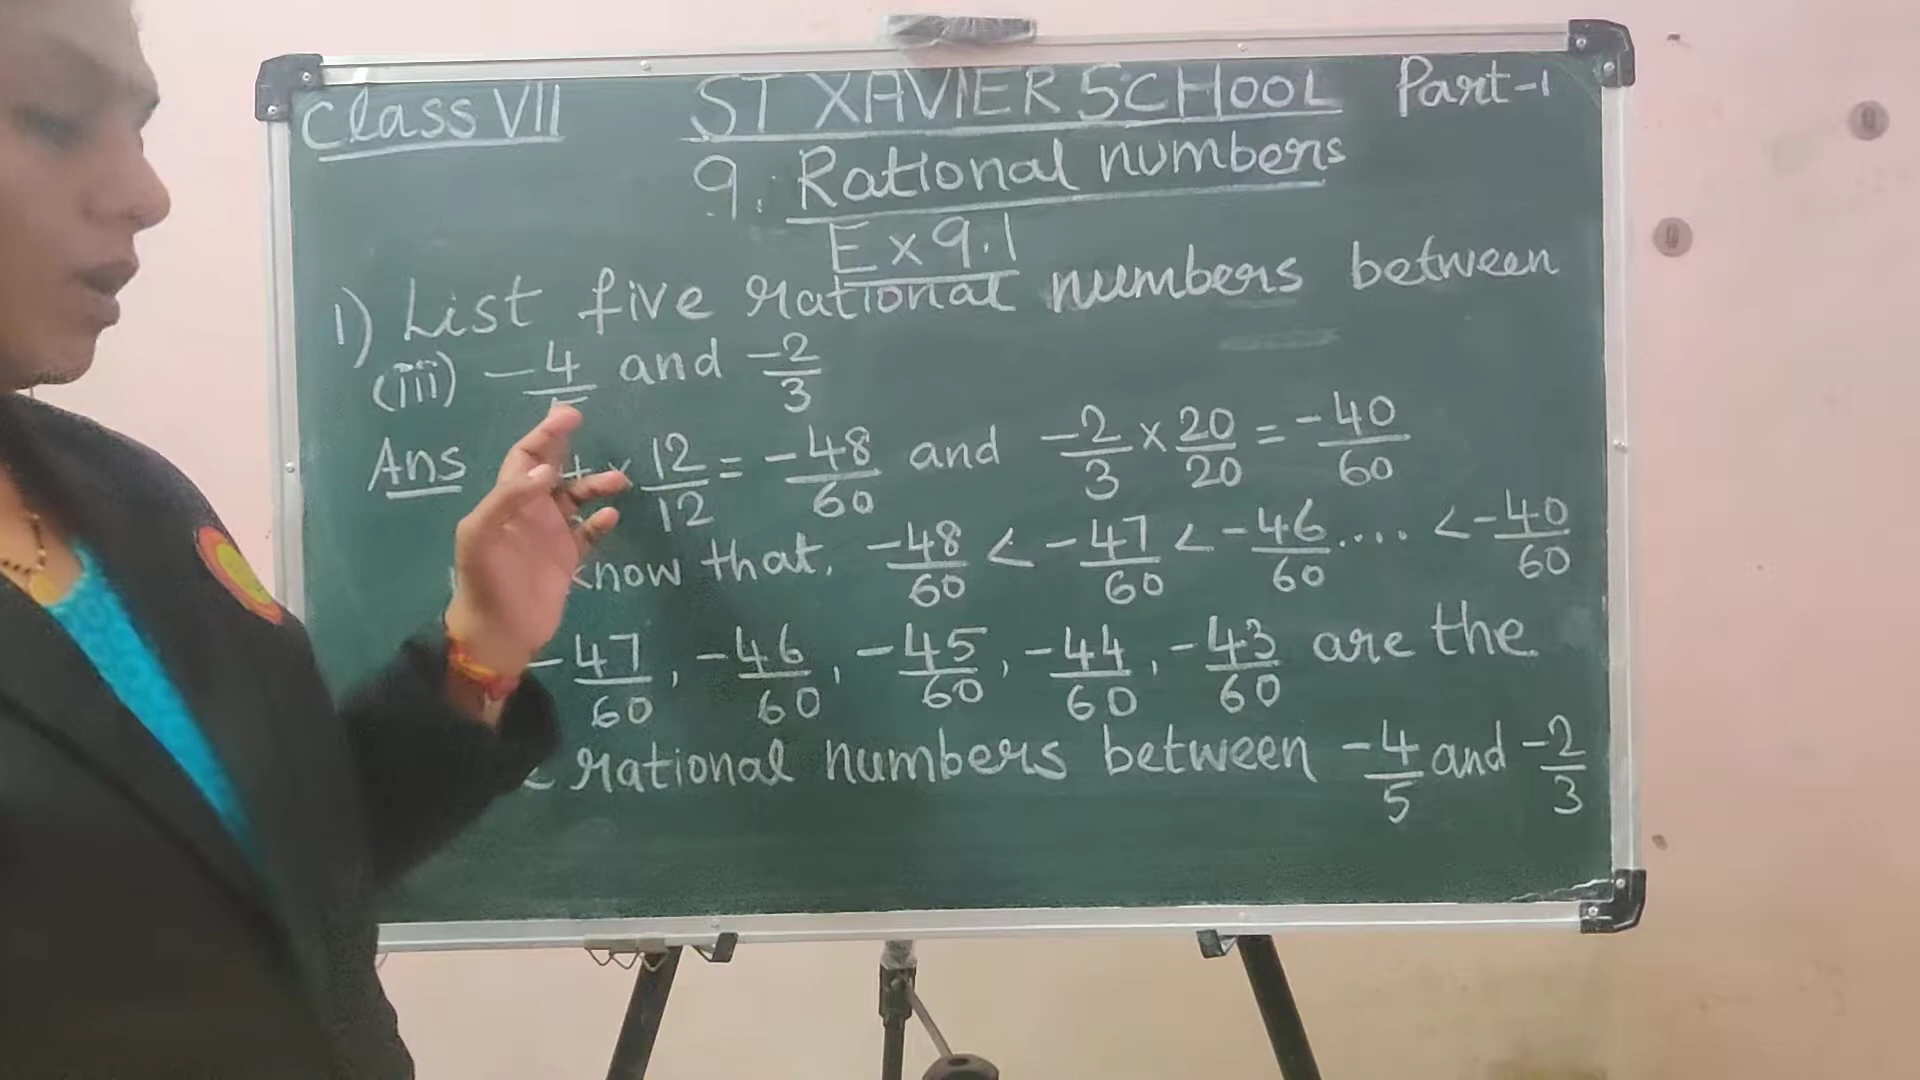 Class VII ST XAVIER SCHOOL Part-1
9. Rational numbers
Ex 9.1
1) List five rational numbers between
(iii) -4/5 and -2/3
Ans × 12/12 = -48/60 and -2/3 × 20/20 = -40/60
know that. -48/60 < -47/60 < -46/60 .... < -40/60
-47/60, -46/60, -45/60, -44/60, -43/60 are the
rational numbers between -4/5 and -2/3